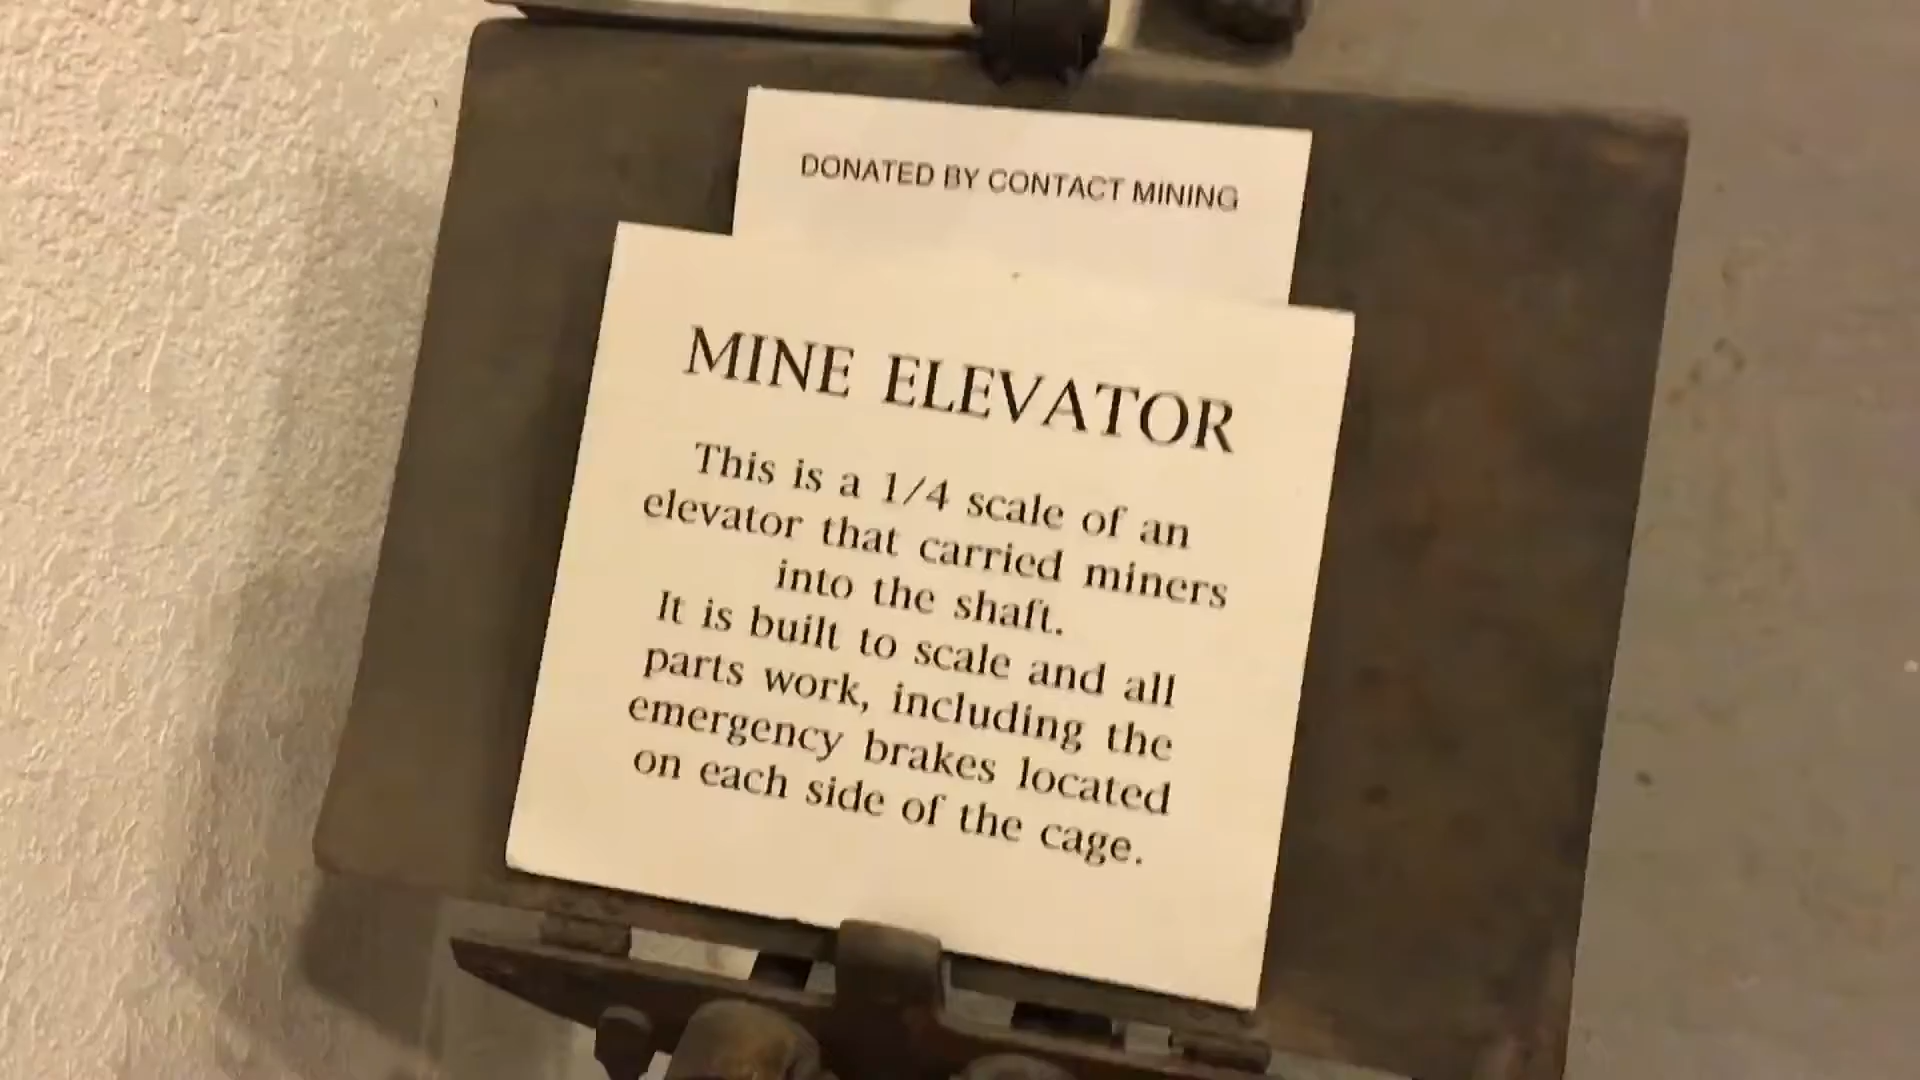 DONATED BY CONTACT MINING
MINE ELEVATOR
This is a 1/4 scale of an
elevator that carried miners
into the shaft.
It is built to scale and all
parts work, including the
emergency brakes located
on each side of the cage.